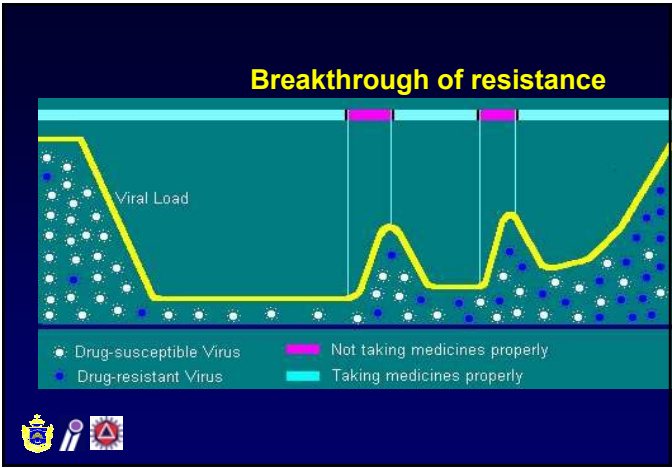 Breakthrough of resistance
Viral Load
Drug-susceptible Virus
Not taking medicines properly
Drug-resistant Virus
Taking medicines properly